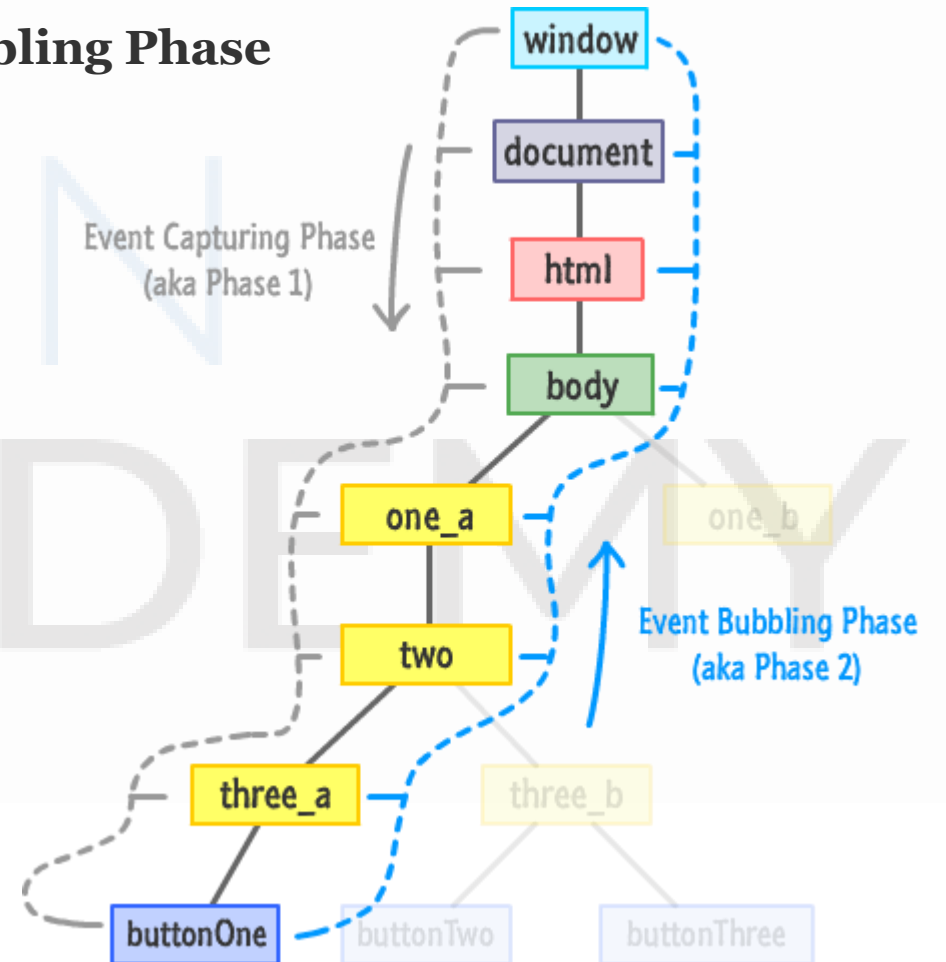 bling Phase
window
document
Event Capturing Phase
(aka Phase 1)
html
body
DEMY
one_a
one_b
Event Bubbling Phase
(aka Phase 2)
two
three_a
three_b
buttonOne
buttonTwo
buttonThree
N